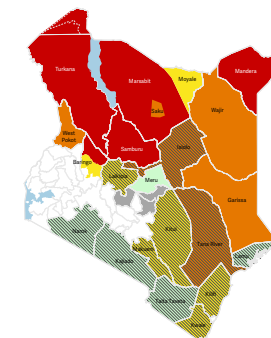 Turkana
Marsabit
Moyale
Mandera
Wajir
Saku
West
Pokot
Samburu
Isiolo
Baringo
Laikipia
Meru
Garissa
Kitui
Tana River
Narok
Kajiado
Makueni
Lamu
Taita Taveta
Kilifi
Kwale